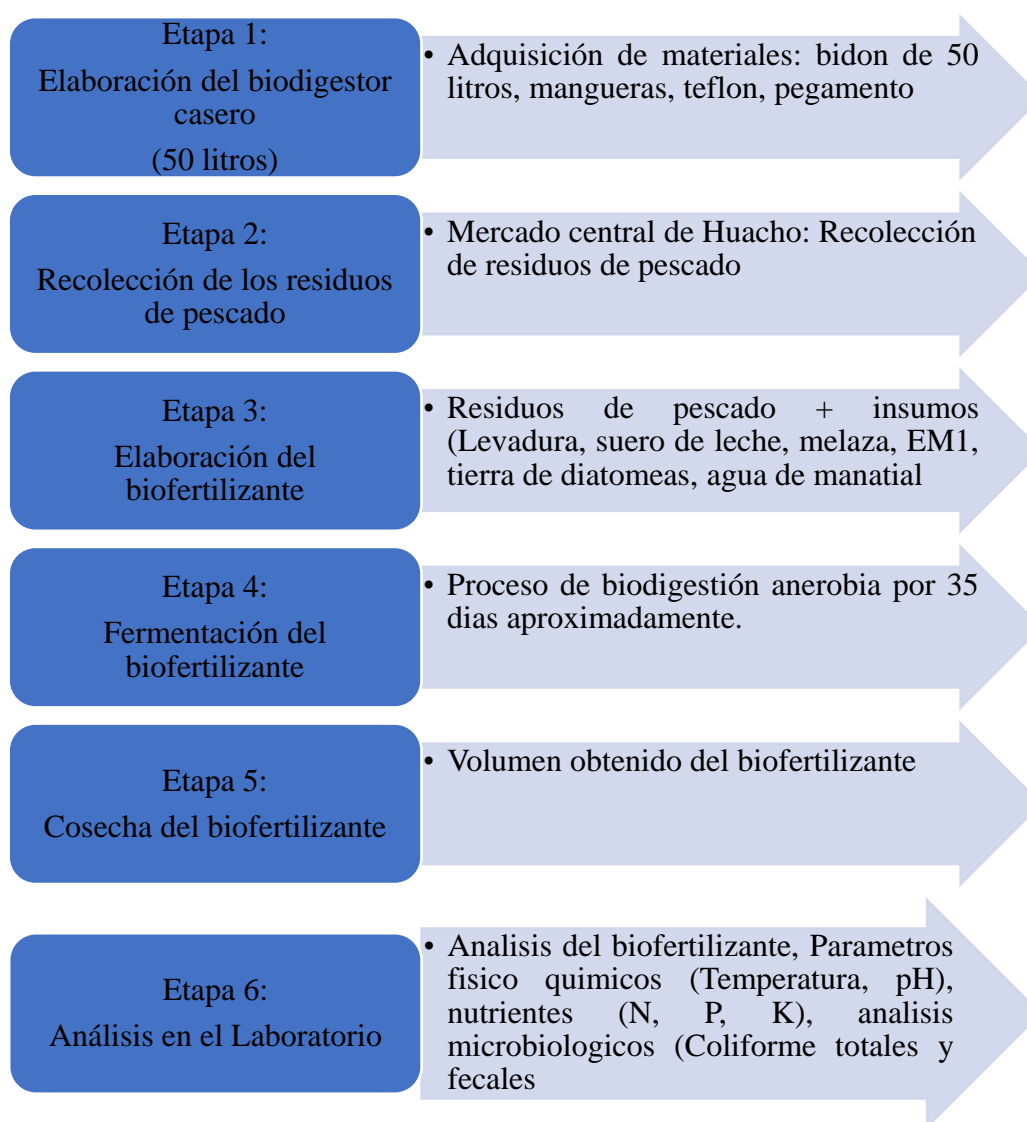 Etapa 1:
Elaboración del biodigestor
casero
(50 litros)
• Adquisición de materiales: bidon de 50
litros, mangueras, teflon, pegamento
Etapa 2:
Recolección de los residuos
de pescado
• Mercado central de Huacho: Recolección
de residuos de pescado
Etapa 3:
Elaboración del
biofertilizante
• Residuos de pescado + insumos
(Levadura, suero de leche, melaza, EM1,
tierra de diatomeas, agua de manatial
Etapa 4:
Fermentación del
biofertilizante
• Proceso de biodigestión anerobia por 35
dias aproximadamente.
Etapa 5:
Cosecha del biofertilizante
• Volumen obtenido del biofertilizante
Etapa 6:
Análisis en el Laboratorio
• Analisis del biofertilizante, Parametros
fisico quimicos (Temperatura, pH),
nutrientes (N, P, K), analisis
microbiologicos (Coliforme totales y
fecales